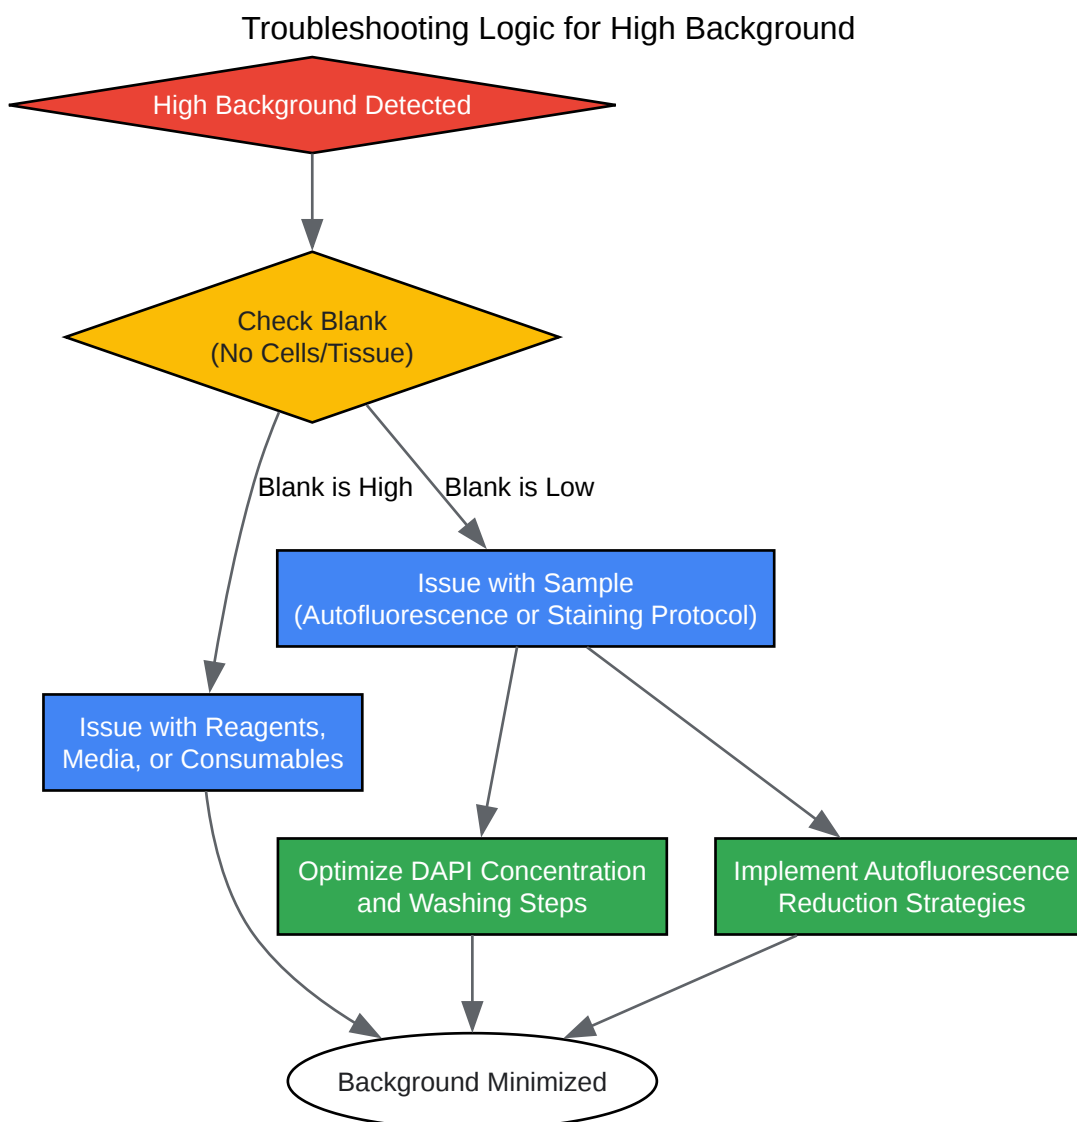 Troubleshooting Logic for High Background
High Background Detected
Check Blank
(No Cells/Tissue)
Blank is High
Blank is Low
Issue with Sample
(Autofluorescence or Staining Protocol)
Issue with Reagents,
Media, or Consumables
Optimize DAPI Concentration
and Washing Steps
Implement Autofluorescence
Reduction Strategies
Background Minimized